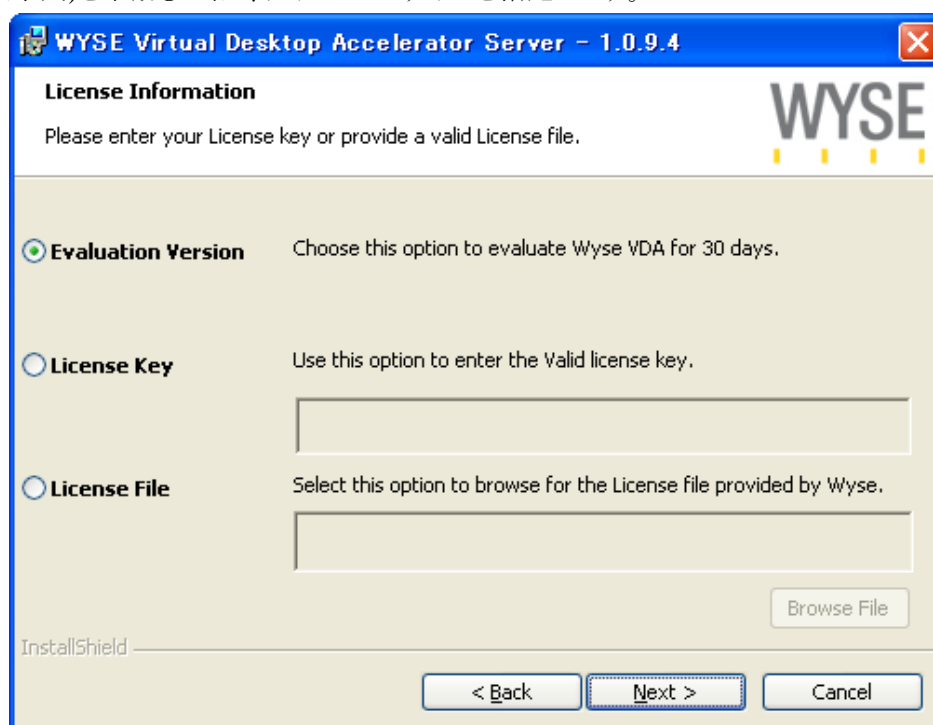 WYSE Virtual Desktop Accelerator Server - 1.0.9.4
License Information
Please enter your License key or provide a valid License file.
WYSE
Evaluation Version
Choose this option to evaluate Wyse VDA for 30 days.
License Key
Use this option to enter the Valid license key.
License File
Select this option to browse for the License file provided by Wyse.
Browse File
InstallShield
< Back
Next >
Cancel